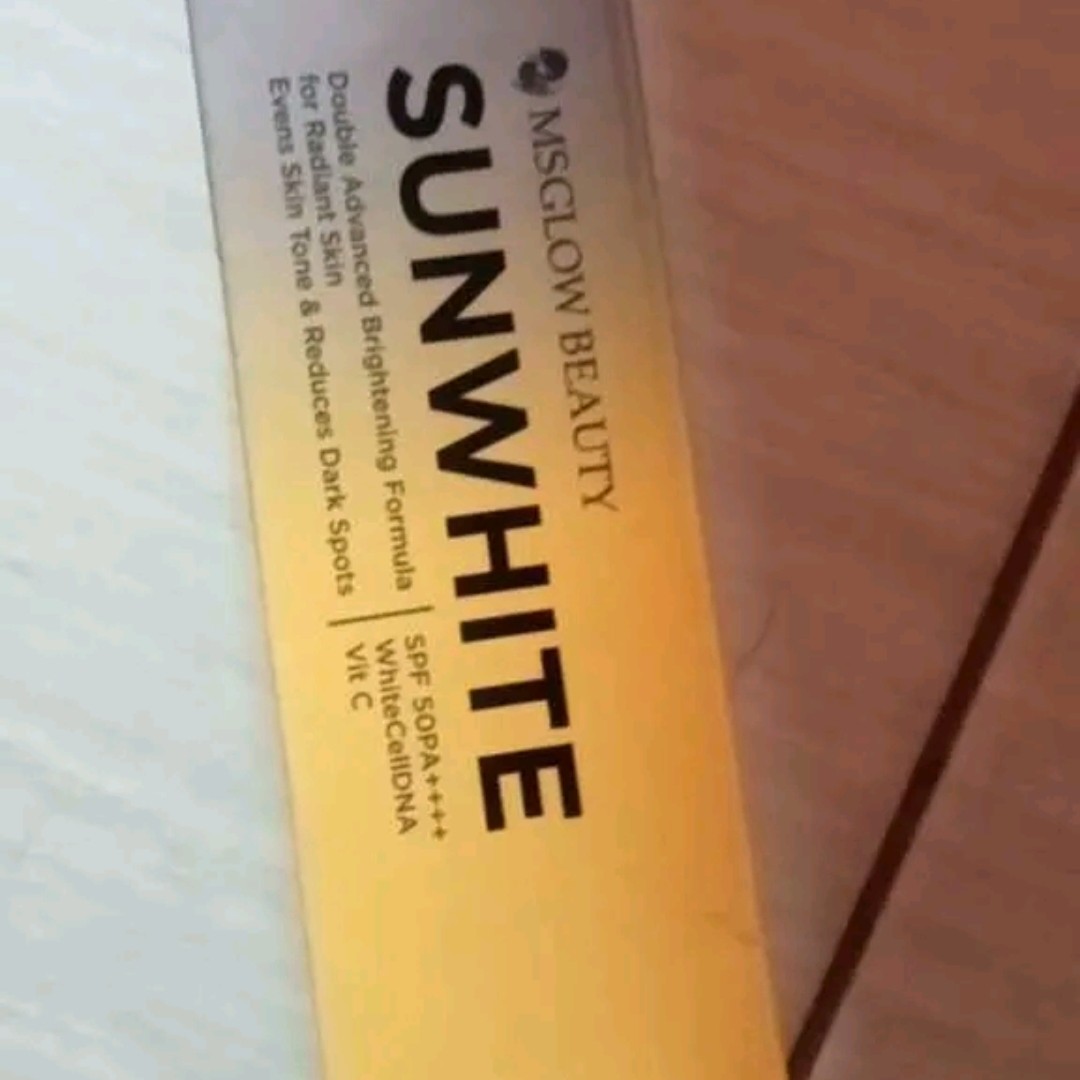 MSGLOW BEAUTY
SUNWHITE
Double Advanced Brightening Formula
for Radiant Skin
Evens Skin Tone & Reduces Dark Spots
SPF 50PA++++
WhiteCellDNA
Vit C